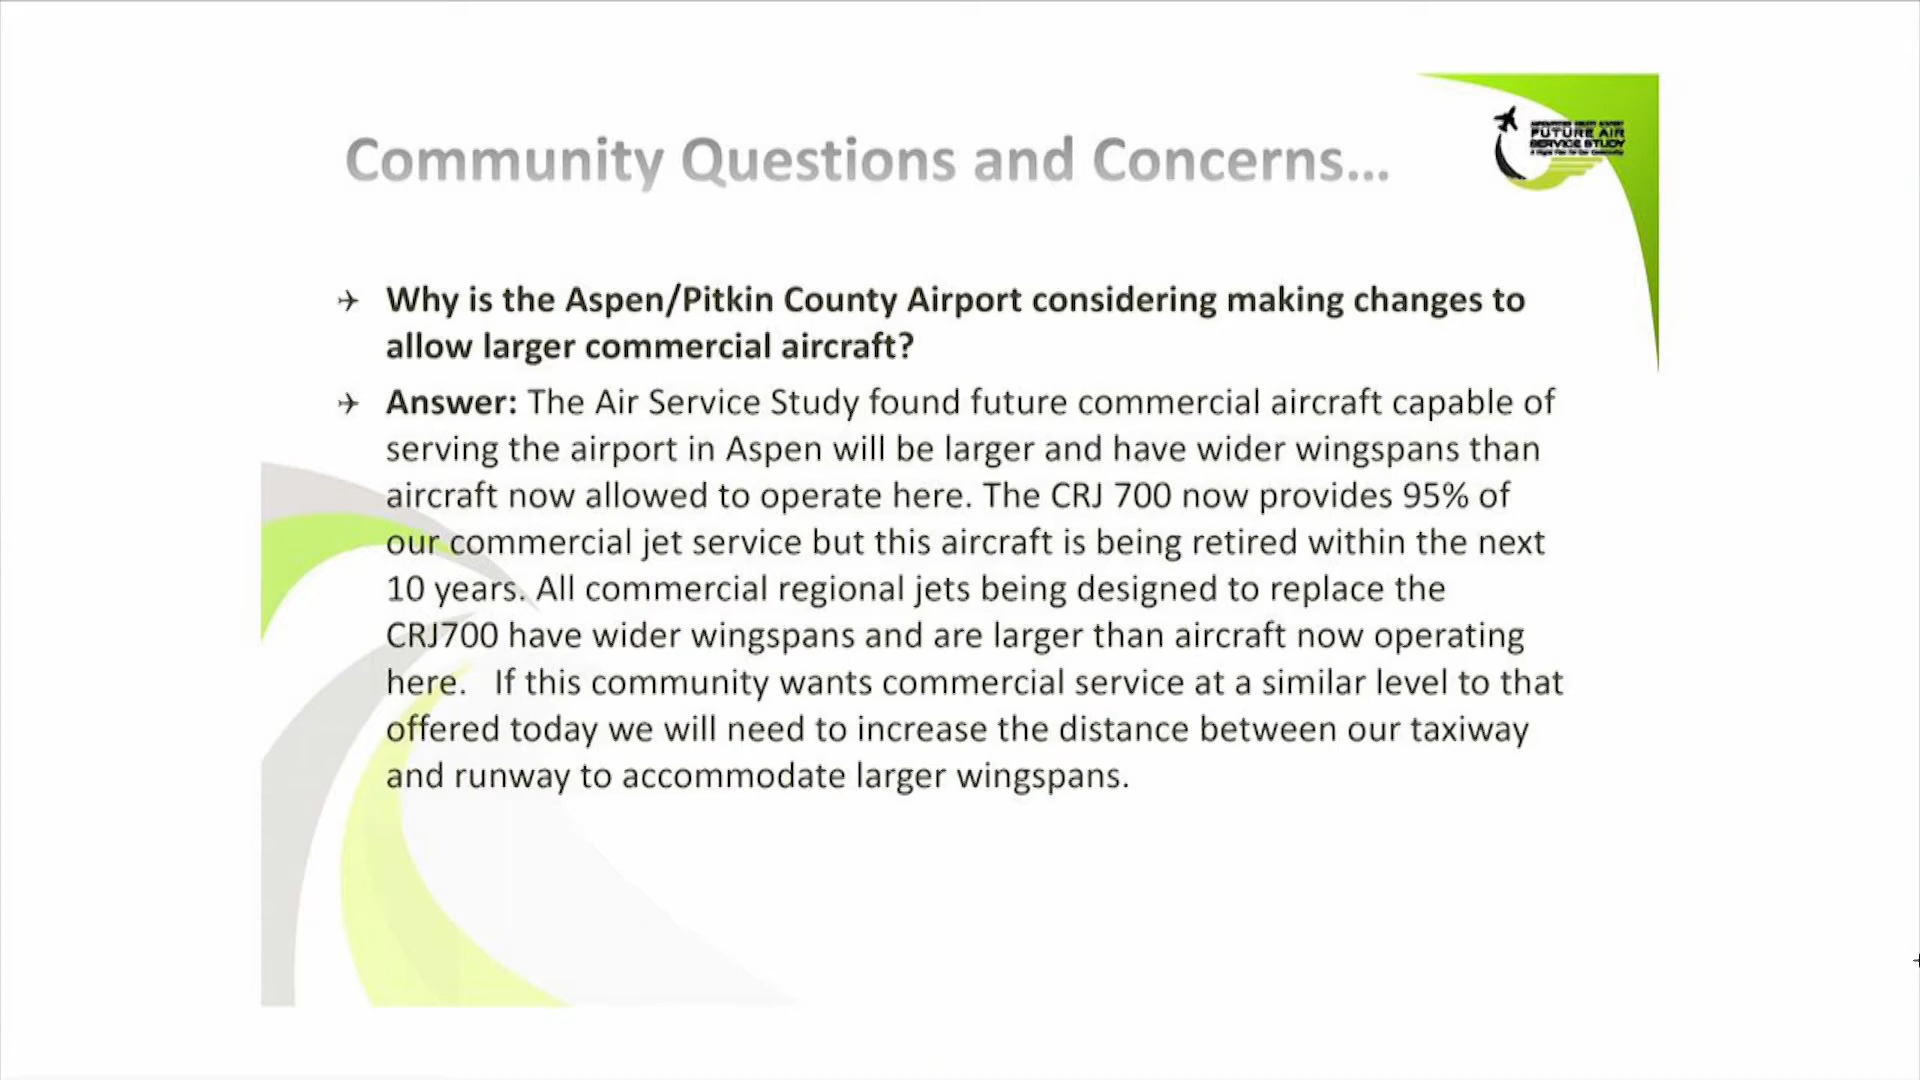 Community Questions and Concerns...
FUTURE AIR
SERVICE STUDY
Why is the Aspen/Pitkin County Airport considering making changes to
allow larger commercial aircraft?
Answer: The Air Service Study found future commercial aircraft capable of
serving the airport in Aspen will be larger and have wider wingspans than
aircraft now allowed to operate here. The CRJ 700 now provides 95% of
our commercial jet service but this aircraft is being retired within the next
10 years. All commercial regional jets being designed to replace the
CRJ700 have wider wingspans and are larger than aircraft now operating
here.   If this community wants commercial service at a similar level to that
offered today we will need to increase the distance between our taxiway
and runway to accommodate larger wingspans.